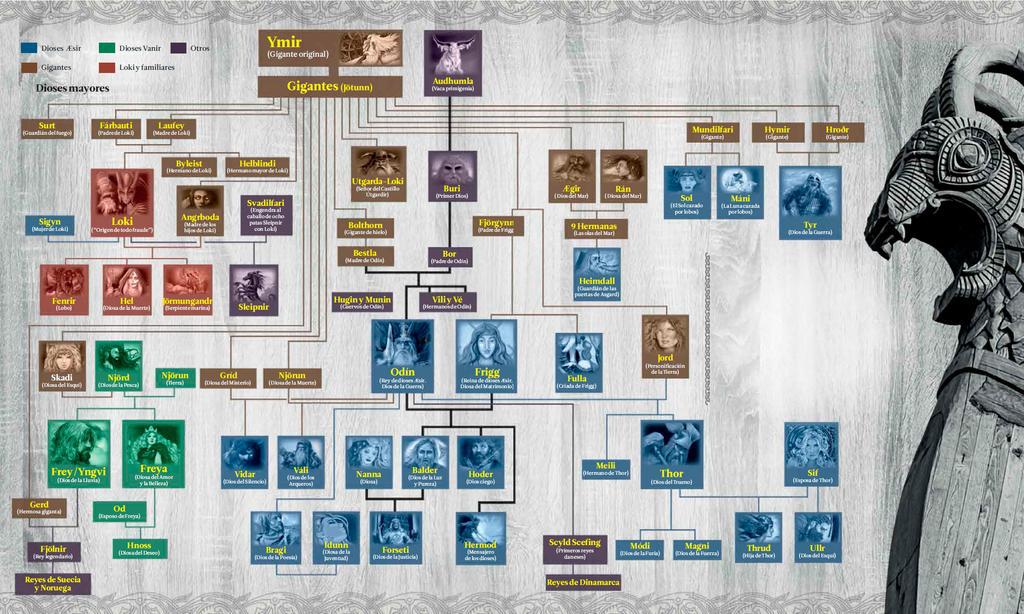 Dioses Æsir
Dioses Vanir
Otros
Gigantes
Loki y familiares
Dioses mayores
Ymir
(Gigante original)
Gigantes (Jötunn)
Audhumla
(Vaca primigenia)
Surt
(Guardián del fuego)
Fárbauti
(Padre de Loki)
Laufey
(Madre de Loki)
Mundilfari
(Gigante)
Hymir
(Gigante)
Hroðr
(Gigante)
Byleist
(Hermano de Loki)
Helblindi
(Hermano mayor de Loki)
Loki
("Origen de todo fraude")
Angrboda
(Madre de los
hijos de Loki)
Svadilfari
(Engendra al
caballo de ocho
patas Sleipnir
con Loki)
Sigyn
(Mujer de Loki)
Utgarda-Loki
(Señor del Castillo
Utgardir)
Buri
(Primer Dios)
Ægir
(Dios del Mar)
Rán
(Diosa del Mar)
Sol
(El Sol curado
por lobos)
Máni
(La Luna curada
por lobos)
Tyr
(Dios de la Guerra)
Bolthorn
(Gigante de hielo)
Fjörgynn
(Padre de Frigg)
9 Hermanas
(Las olas del Mar)
Bestla
(Madre de Odín)
Bor
(Padre de Odín)
Heimdall
(Guardián de las
puertas de Asgard)
Fenrir
(Lobo)
Hel
(Diosa de la Muerte)
Jörmungandr
(Serpiente marina)
Sleipnir
Hugin y Munin
(Cuervos de Odín)
Vili y Vé
(Hermanos de Odín)
Skadi
(Diosa del Esquí)
Njörd
(Dios de la Pesca)
Njörun
(Tierra)
Gríd
(Diosa del Misterio)
Njörun
(Diosa de la Muerte)
Odín
(Rey de dioses Æsir.
Dios de la Guerra)
Frigg
(Reina de dioses Æsir.
Diosa del Matrimonio)
Fulla
(Criada de Frigg)
Jord
(Personificación
de la Tierra)
Frey/Yngvi
(Dios de la Lluvia)
Freya
(Diosa del Amor
y la Belleza)
Vidar
(Dios del Silencio)
Váli
(Dios de los
Arqueros)
Nanna
(Diosa)
Balder
(Dios de la Luz
y Pureza)
Hoder
(Dios ciego)
Meili
(Hermano de Thor)
Thor
(Dios del Trueno)
Sif
(Esposa de Thor)
Gerd
(Hermosa giganta)
Od
(Esposo de Freya)
Fjölnir
(Rey legendario)
Hnoss
(Diosa del Deseo)
Bragi
(Dios de la Poesía)
Idunn
(Diosa de la
Juventud)
Forseti
(Dios de la Justicia)
Hermod
(Mensajero
de los dioses)
Scyld Scefing
(Primeros reyes
daneses)
Módi
(Dios de la Furia)
Magni
(Dios de la Fuerza)
Thrud
(Hija de Thor)
Ullr
(Dios del Esquí)
Reyes de Suecia
y Noruega
Reyes de Dinamarca